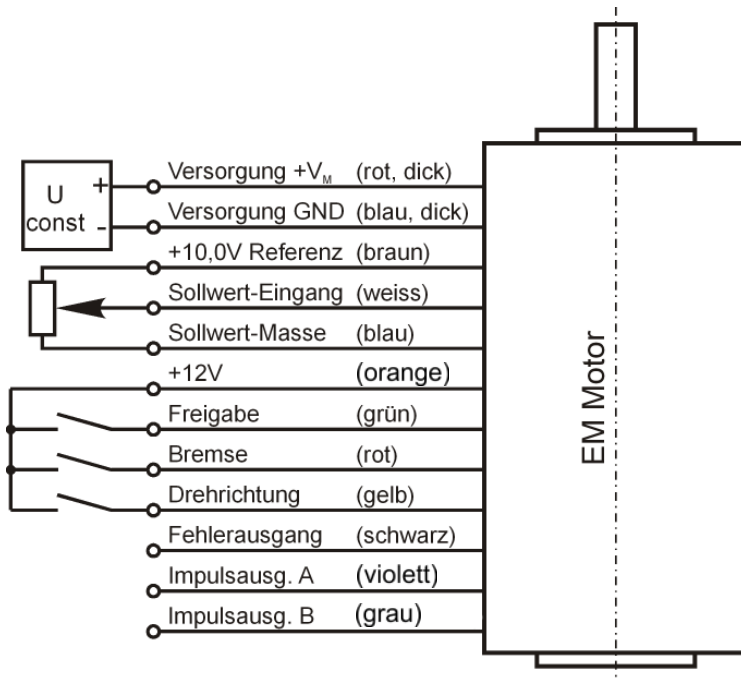 U
const
+
-
Versorgung +VM (rot, dick)
Versorgung GND (blau, dick)
+10,0V Referenz (braun)
Sollwert-Eingang (weiss)
Sollwert-Masse (blau)
+12V (orange)
Freigabe (grün)
Bremse (rot)
Drehrichtung (gelb)
Fehlerausgang (schwarz)
Impulsausg. A (violett)
Impulsausg. B (grau)
EM Motor